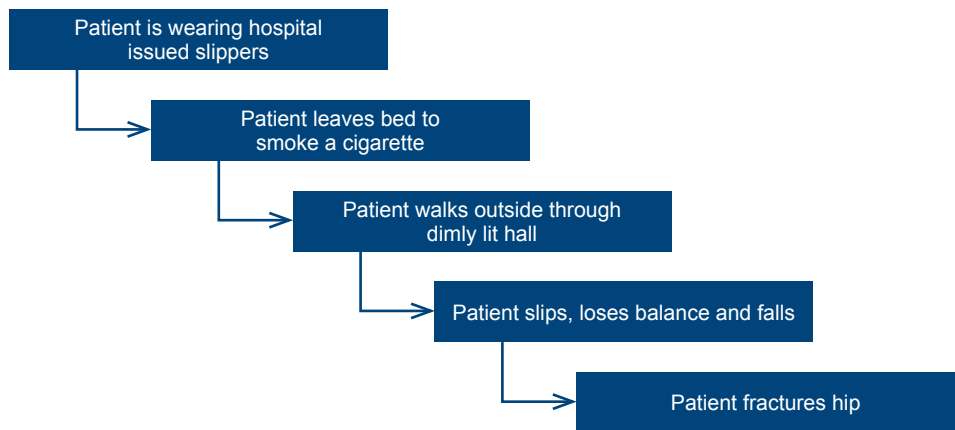 Patient is wearing hospital
issued slippers
Patient leaves bed to
smoke a cigarette
Patient walks outside through
dimly lit hall
Patient slips, loses balance and falls
Patient fractures hip